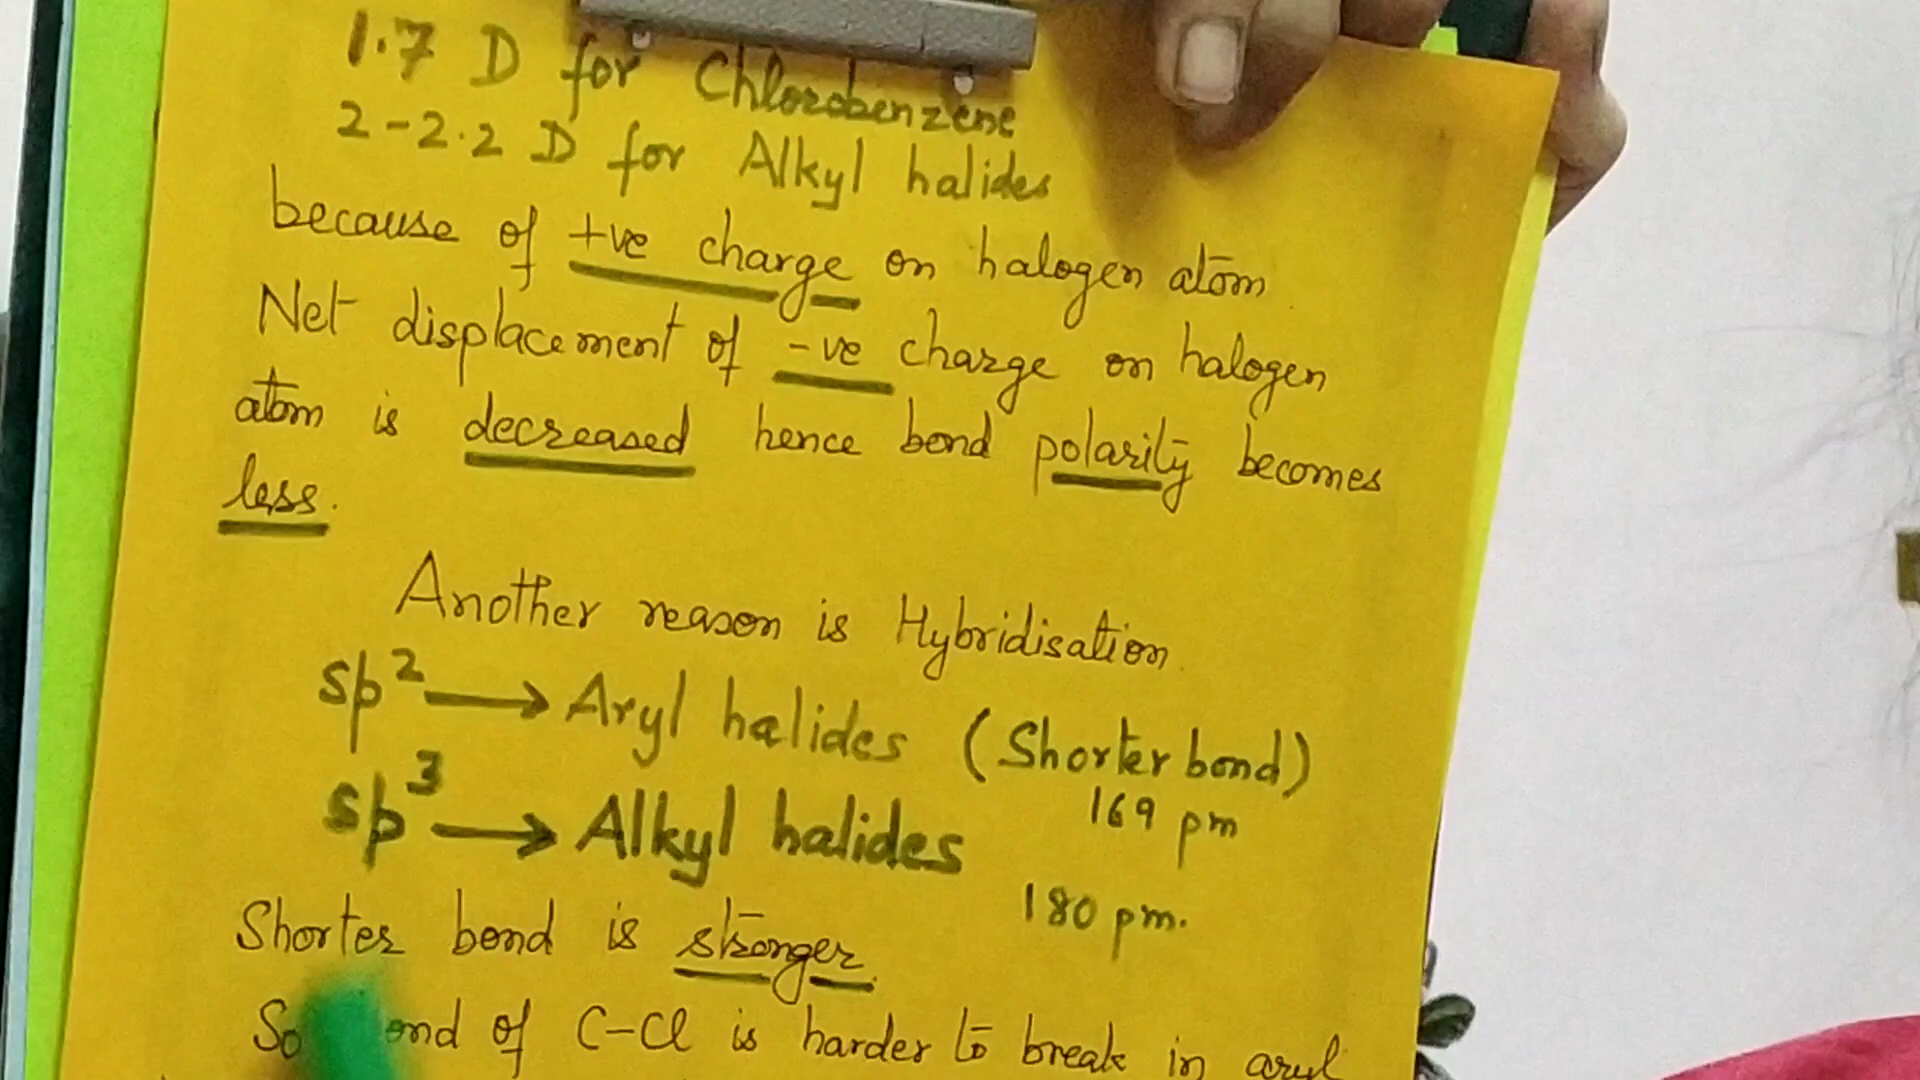 1.7 D for Chlorobenzene
2-2.2 D for Alkyl halides
because of +ve charge on halogen atom
Net displacement of -ve charge on halogen
atom is decreased hence bond polarity becomes
less.
Another reason is Hybridisation
sp² → Aryl halides (Shorter bond)
169 pm
sp³ → Alkyl halides
180 pm.
Shorter bond is stronger.
So of C-Cl is harder to break in aryl